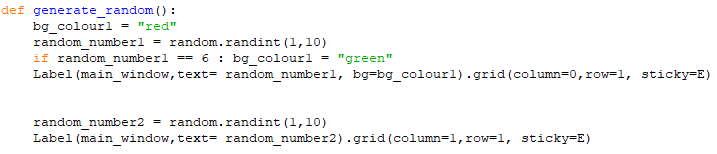 def generate_random():
    bg_colour1 = "red"
    random_number1 = random.randint(1,10)
    if random_number1 == 6 : bg_colour1 = "green"
    Label(main_window,text= random_number1, bg=bg_colour1).grid(column=0,row=1, sticky=E)
    random_number2 = random.randint(1,10)
    Label(main_window,text= random_number2).grid(column=1,row=1, sticky=E)